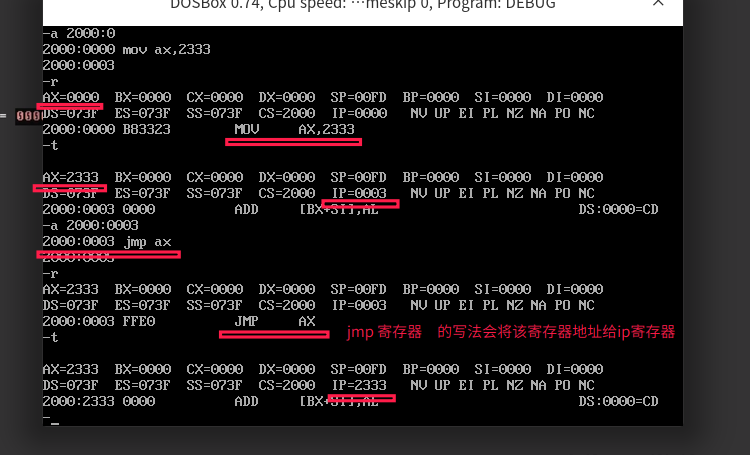 DOSBox 0.74, Cpu speed: ···meskip 0, Program: DEBUG
-a 2000:0
2000:0000 mov ax,2333
2000:0003
-r
AX=0000 BX=0000 CX=0000 DX=0000 SP=00FD BP=0000 SI=0000 DI=0000
= 000
DS=073F ES=073F SS=073F CS=2000 IP=0000 NV UP EI PL NZ NA PO NC
2000:0000 B83323 MOV AX,2333
-t
AX=2333 BX=0000 CX=0000 DX=0000 SP=00FD BP=0000 SI=0000 DI=0000
DS=073F ES=073F SS=073F CS=2000 IP=0003 NV UP EI PL NZ NA PO NC
2000:0003 0000 ADD [BX+SI],AL DS:0000=CD
-a 2000:0003
2000:0003 jmp ax
2000:0005
-r
AX=2333 BX=0000 CX=0000 DX=0000 SP=00FD BP=0000 SI=0000 DI=0000
DS=073F ES=073F SS=073F CS=2000 IP=0003 NV UP EI PL NZ NA PO NC
2000:0003 FFE0 JMP AX
jmp 寄存器 的写法会将该寄存器地址给ip寄存器
-t
AX=2333 BX=0000 CX=0000 DX=0000 SP=00FD BP=0000 SI=0000 DI=0000
DS=073F ES=073F SS=073F CS=2000 IP=2333 NV UP EI PL NZ NA PO NC
2000:2333 0000 ADD [BX+SI],AL DS:0000=CD
-_